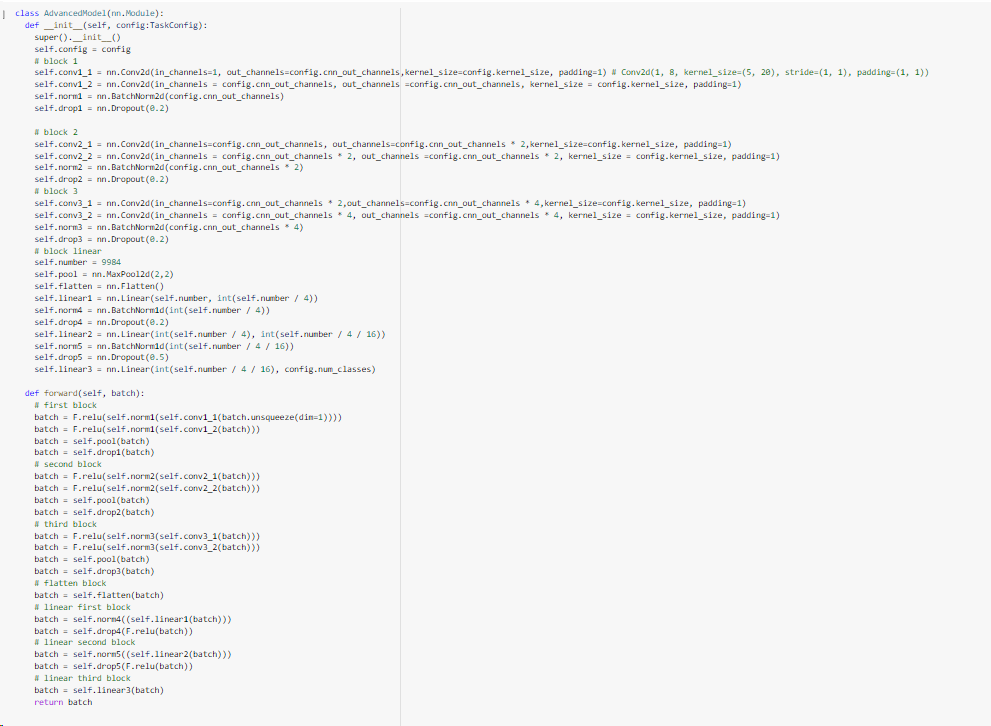 class AdvancedModel(nn.Module):
  def __init__(self, config:TaskConfig):
    super().__init__()
    self.config = config
    # block 1
    self.conv1_1 = nn.Conv2d(in_channels=1, out_channels=config.cnn_out_channels,kernel_size=config.kernel_size, padding=1) # Conv2d(1, 8, kernel_size=(5, 20), stride=(1, 1), padding=(1, 1))
    self.conv1_2 = nn.Conv2d(in_channels = config.cnn_out_channels, out_channels =config.cnn_out_channels, kernel_size = config.kernel_size, padding=1)
    self.norm1 = nn.BatchNorm2d(config.cnn_out_channels)
    self.drop1 = nn.Dropout(0.2)

    # block 2
    self.conv2_1 = nn.Conv2d(in_channels=config.cnn_out_channels, out_channels=config.cnn_out_channels * 2,kernel_size=config.kernel_size, padding=1)
    self.conv2_2 = nn.Conv2d(in_channels = config.cnn_out_channels * 2, out_channels =config.cnn_out_channels * 2, kernel_size = config.kernel_size, padding=1)
    self.norm2 = nn.BatchNorm2d(config.cnn_out_channels * 2)
    self.drop2 = nn.Dropout(0.2)
    # block 3
    self.conv3_1 = nn.Conv2d(in_channels=config.cnn_out_channels * 2,out_channels=config.cnn_out_channels * 4,kernel_size=config.kernel_size, padding=1)
    self.conv3_2 = nn.Conv2d(in_channels = config.cnn_out_channels * 4, out_channels =config.cnn_out_channels * 4, kernel_size = config.kernel_size, padding=1)
    self.norm3 = nn.BatchNorm2d(config.cnn_out_channels * 4)
    self.drop3 = nn.Dropout(0.2)
    # block linear
    self.number = 9984
    self.pool = nn.MaxPool2d(2,2)
    self.flatten = nn.Flatten()
    self.linear1 = nn.Linear(self.number, int(self.number / 4))
    self.norm4 = nn.BatchNorm1d(int(self.number / 4))
    self.drop4 = nn.Dropout(0.2)
    self.linear2 = nn.Linear(int(self.number / 4), int(self.number / 4 / 16))
    self.norm5 = nn.BatchNorm1d(int(self.number / 4 / 16))
    self.drop5 = nn.Dropout(0.5)
    self.linear3 = nn.Linear(int(self.number / 4 / 16), config.num_classes)

  def forward(self, batch):
    # first block
    batch = F.relu(self.norm1(self.conv1_1(batch.unsqueeze(dim=1))))
    batch = F.relu(self.norm1(self.conv1_2(batch)))
    batch = self.pool(batch)
    batch = self.drop1(batch)
    # second block
    batch = F.relu(self.norm2(self.conv2_1(batch)))
    batch = F.relu(self.norm2(self.conv2_2(batch)))
    batch = self.pool(batch)
    batch = self.drop2(batch)
    # third block
    batch = F.relu(self.norm3(self.conv3_1(batch)))
    batch = F.relu(self.norm3(self.conv3_2(batch)))
    batch = self.pool(batch)
    batch = self.drop3(batch)
    # flatten block
    batch = self.flatten(batch)
    # linear first block
    batch = self.norm4((self.linear1(batch)))
    batch = self.drop4(F.relu(batch))
    # linear second block
    batch = self.norm5((self.linear2(batch)))
    batch = self.drop5(F.relu(batch))
    # linear third block
    batch = self.linear3(batch)
    return batch